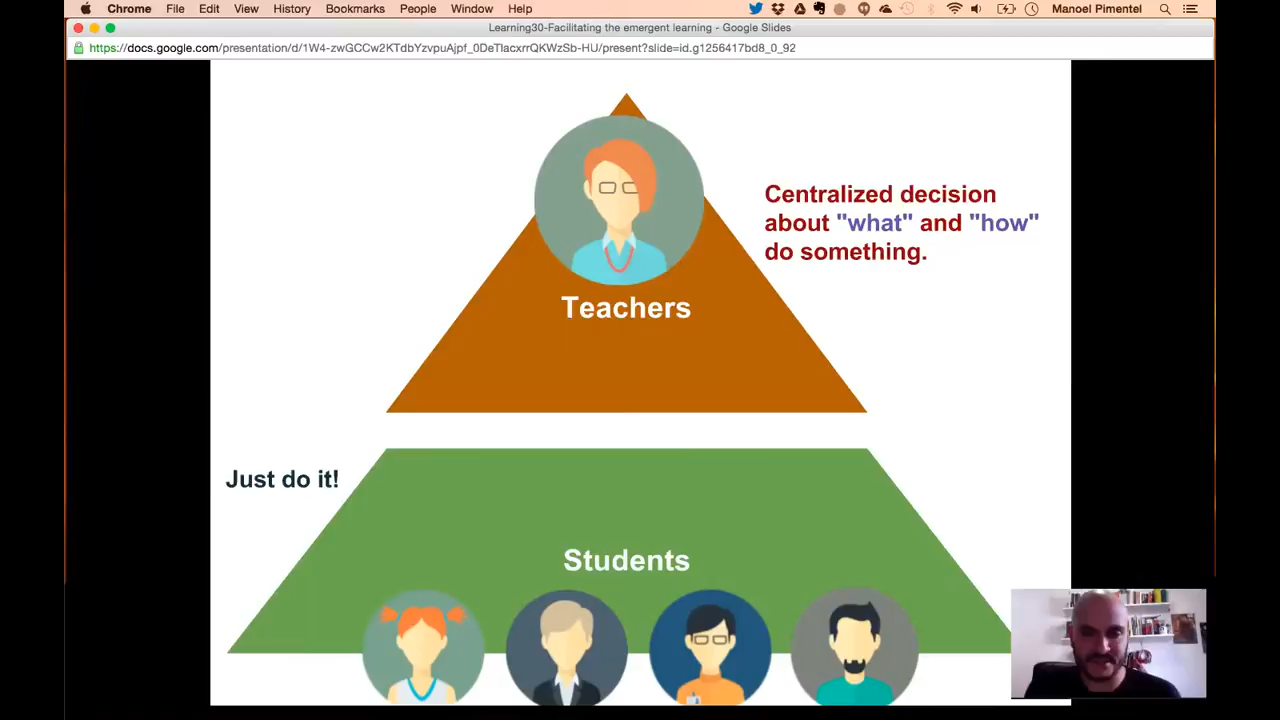 Chrome File Edit View History Bookmarks People Window Help Manoel Pimentel
Learning30-Facilitating the emergent learning - Google Slides
https://docs.google.com/presentation/d/1W4-zwGCCw2KTdbYzvpuAjpf_0DeTlacxrrQKWzSb-HU/present?slide=id.g1256417bd8_0_92
Centralized decision
about "what" and "how"
do something.
Teachers
Just do it!
Students